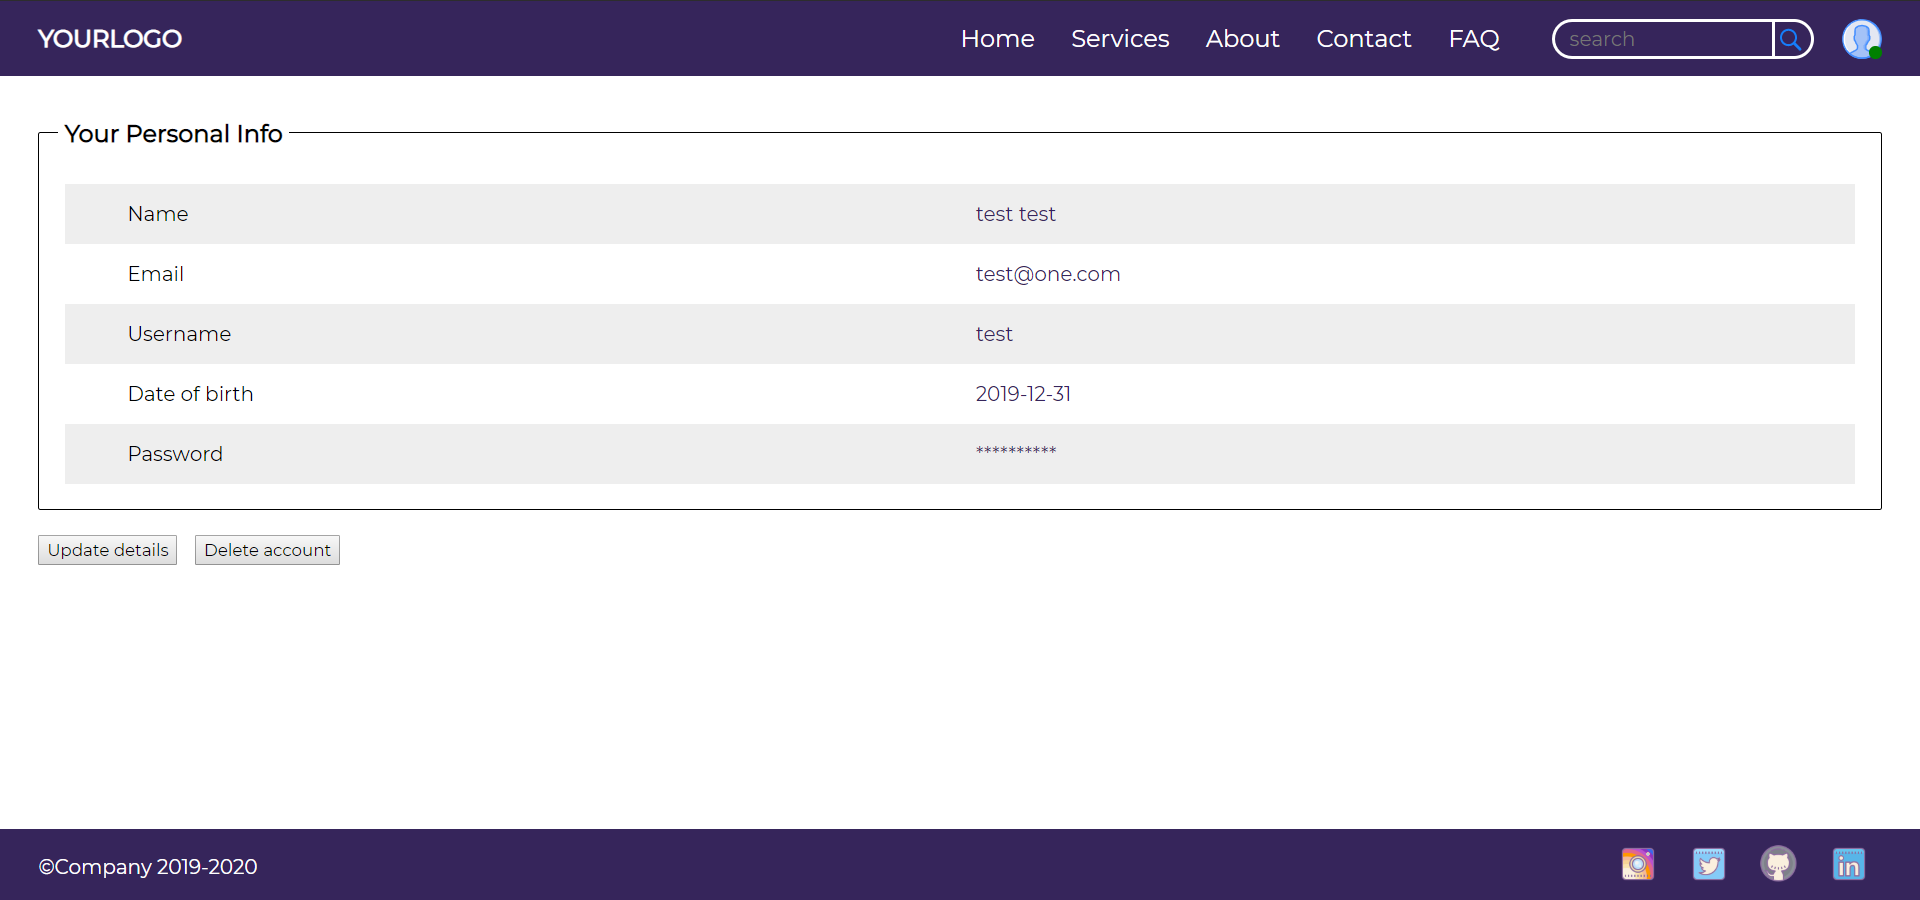 YOURLOGO
Home Services About Contact FAQ search
Your Personal Info
Name test test
Email test@one.com
Username test
Date of birth 2019-12-31
Password **********
Update details Delete account
©Company 2019-2020
in